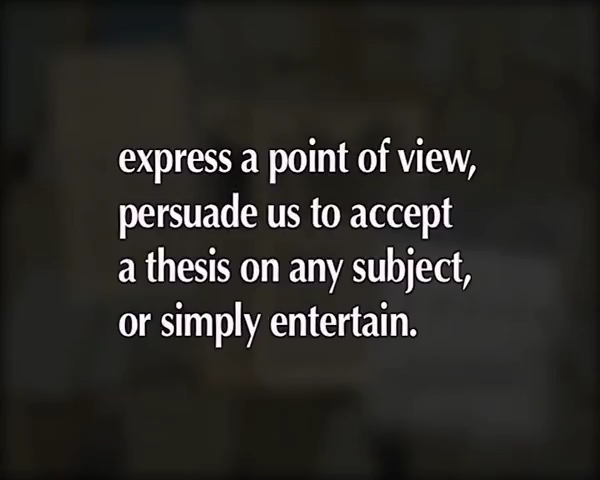 express a point of view,
persuade us to accept
a thesis on any subject,
or simply entertain.